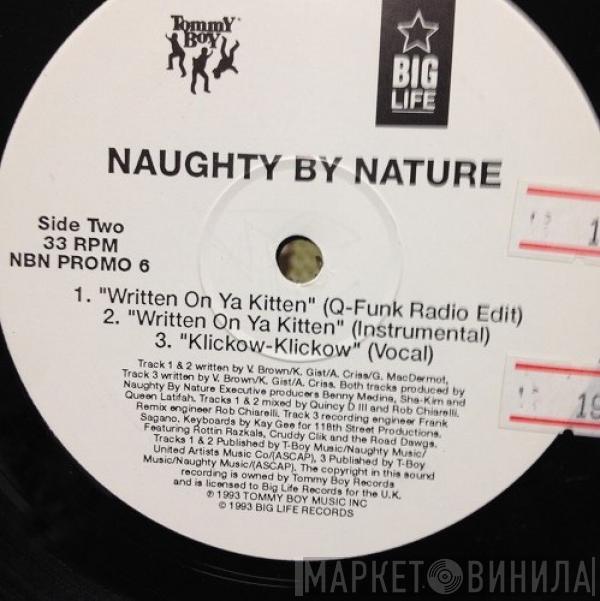 Tommy
Boy
BIG
LIFE
NAUGHTY BY NATURE
Side Two
33 RPM
NBN PROMO 6
1. "Written On Ya Kitten" (Q-Funk Radio Edit)
2. "Written On Ya Kitten" (Instrumental)
3. "Klickow-Klickow" (Vocal)
Track 1 & 2 written by V. Brown/K. Gist/A. Criss/G. MacDermot,
Track 3 written by V. Brown/K. Gist/A. Criss. Both tracks produced by
Naughty By Nature Executive producers Benny Medina, Sha-Kim and
Queen Latifah. Tracks 1 & 2 mixed by Quincy D III and Rob Chiarelli.
Remix engineer Rob Chiarelli. Track 3 recording engineer Frank
Sagano, Keyboards by Kay Gee for 118th Street Productions.
Featuring Rottin Razkals, Cruddy Clik and the Road Dawgs.
Tracks 1 & 2 Published by T-Boy Music/Naughty Music/
United Artists Music Co/(ASCAP), 3 Published by T-Boy
Music/Naughty Music/(ASCAP). The copyright in this sound
recording is owned by Tommy Boy Records
and is licensed to Big Life Records for the U.K.
℗ 1993 TOMMY BOY MUSIC INC
© 1993 BIG LIFE RECORDS
1
19
МАРКЕТ ВИНИЛА